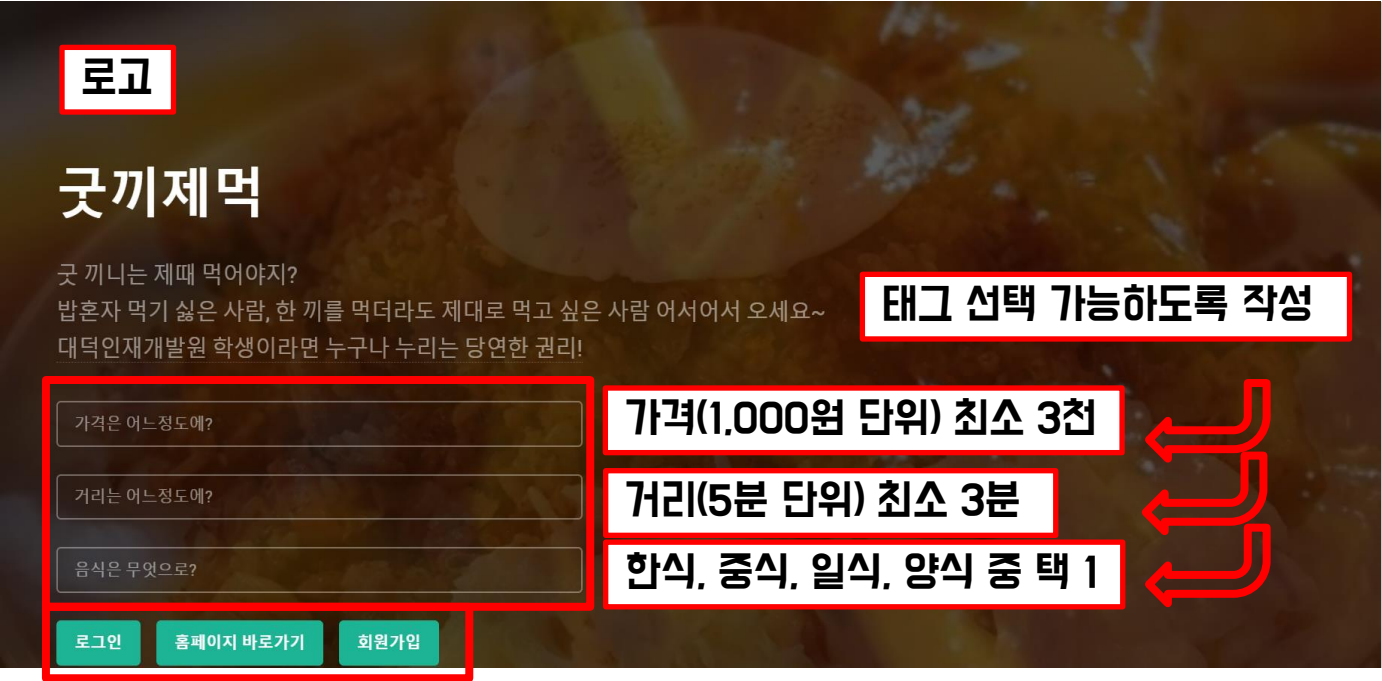 로고
굿끼제먹
굿 끼니는 제때 먹어야지?
밥혼자 먹기 싫은 사람, 한 끼를 먹더라도 제대로 먹고 싶은 사람 어서어서 오세요~
대덕인재개발원 학생이라면 누구나 누리는 당연한 권리!
태그 선택 가능하도록 작성
가격은 어느정도에?
가격(1,000원 단위) 최소 3천
거리는 어느정도에?
거리(5분 단위) 최소 3분
음식은 무엇으로?
한식, 중식, 일식, 양식 중 택 1
로그인 홈페이지 바로가기 회원가입